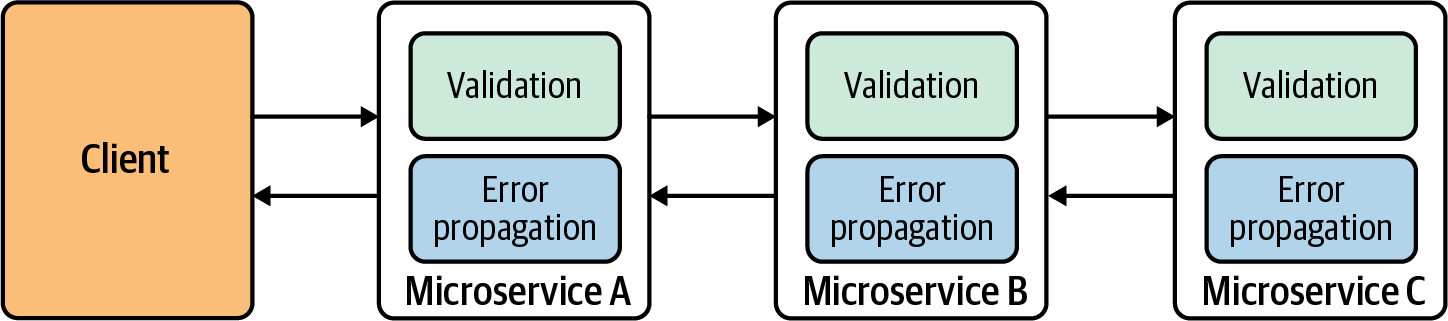 Client
Validation
Error
propagation
Microservice A
Validation
Error
propagation
Microservice B
Validation
Error
propagation
Microservice C